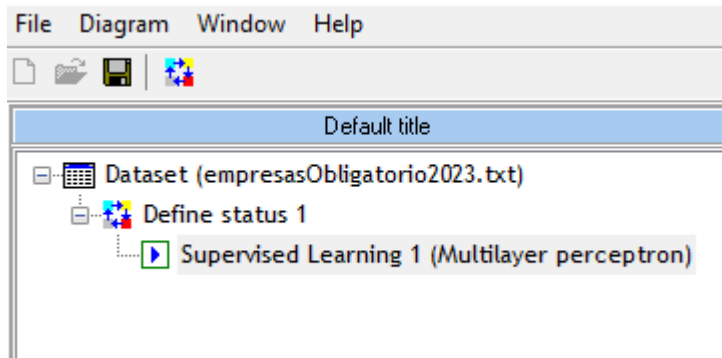 File Diagram Window Help
Default title
Dataset (empresasObligatorio2023.txt)
Define status 1
Supervised Learning 1 (Multilayer perceptron)